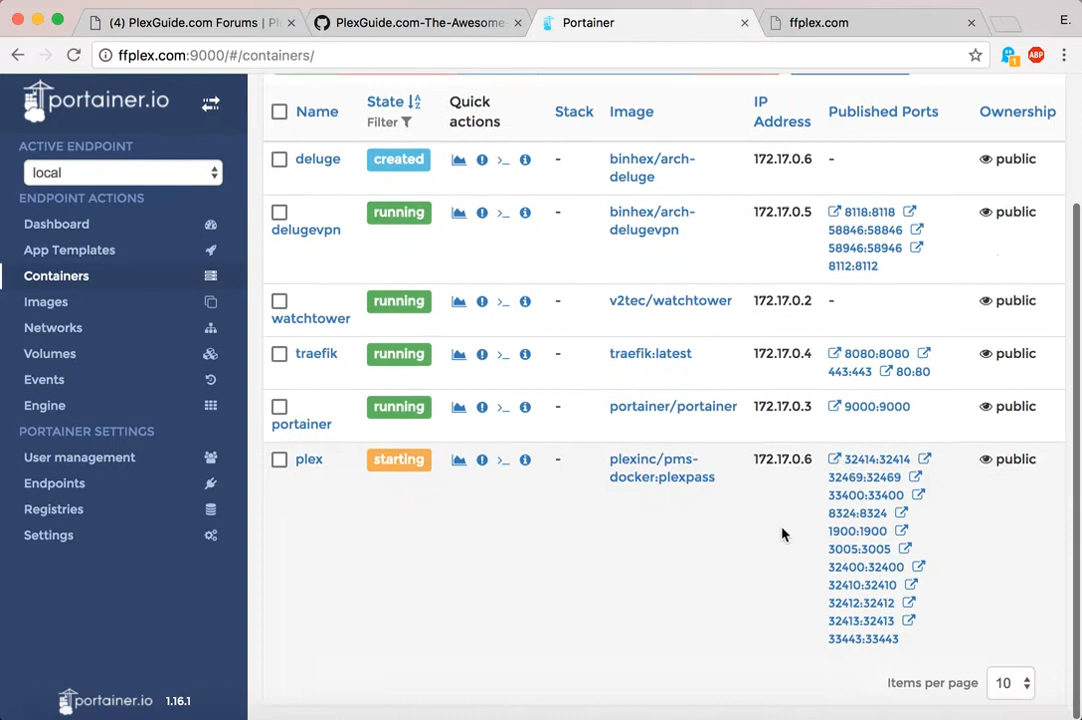 (4) PlexGuide.com Forums | Pl
PlexGuide.com-The-Awesome-
Portainer
ffplex.com
E.
ffplex.com:9000/#/containers/
1
ABP
portainer.io
ACTIVE ENDPOINT
local
ENDPOINT ACTIONS
Dashboard
App Templates
Containers
Images
Networks
Volumes
Events
Engine
PORTAINER SETTINGS
User management
Endpoints
Registries
Settings
portainer.io 1.16.1
Name
State
Filter
Quick
actions
Stack
Image
IP
Address
Published Ports
Ownership
deluge
created
-
binhex/arch-
deluge
172.17.0.6
-
public
delugevpn
running
-
binhex/arch-
delugevpn
172.17.0.5
8118:8118
58846:58846
58946:58946
8112:8112
public
watchtower
running
-
v2tec/watchtower
172.17.0.2
-
public
traefik
running
-
traefik:latest
172.17.0.4
8080:8080
443:443 80:80
public
portainer
running
-
portainer/portainer
172.17.0.3
9000:9000
public
plex
starting
-
plexinc/pms-
docker:plexpass
172.17.0.6
32414:32414
32469:32469
33400:33400
8324:8324
1900:1900
3005:3005
32400:32400
32410:32410
32412:32412
32413:32413
33443:33443
public
Items per page 10